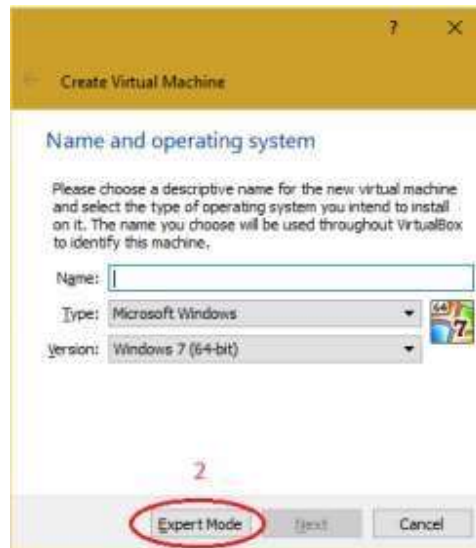 ?
Create Virtual Machine
Name and operating system
Please choose a descriptive name for the new virtual machine
and select the type of operating system you intend to install
on it. The name you choose will be used throughout VirtualBox
to identify this machine.
Name:
Type: Microsoft Windows
Version: Windows 7 (64-bit)
64
7
2
Expert Mode Next Cancel